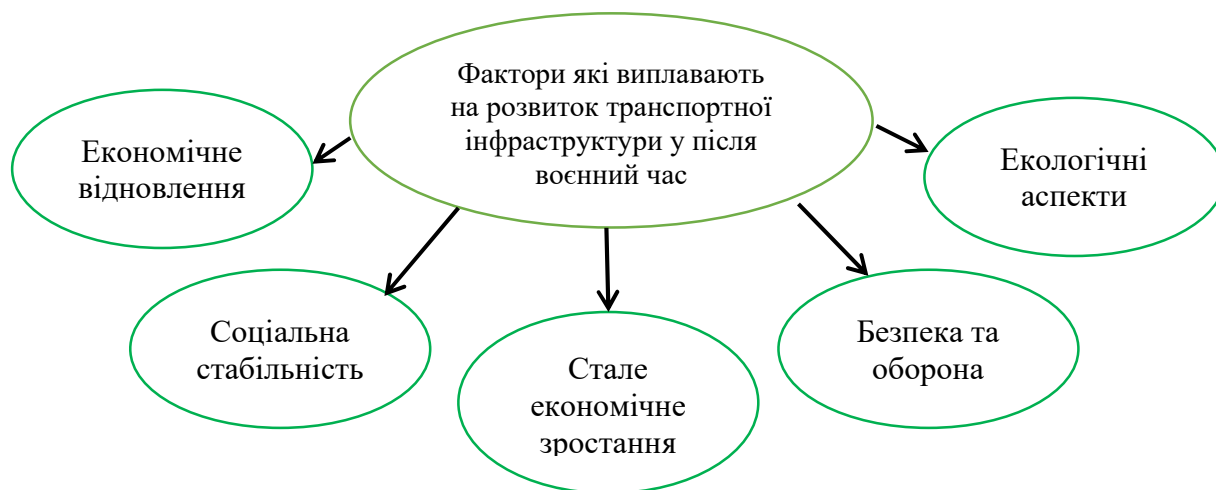 Фактори які виплавають
на розвиток транспортної
інфраструктури у після
воєнний час
Економічне
відновлення
Екологічні
аспекти
Соціальна
стабільність
Стале
економічне
зростання
Безпека та
оборона